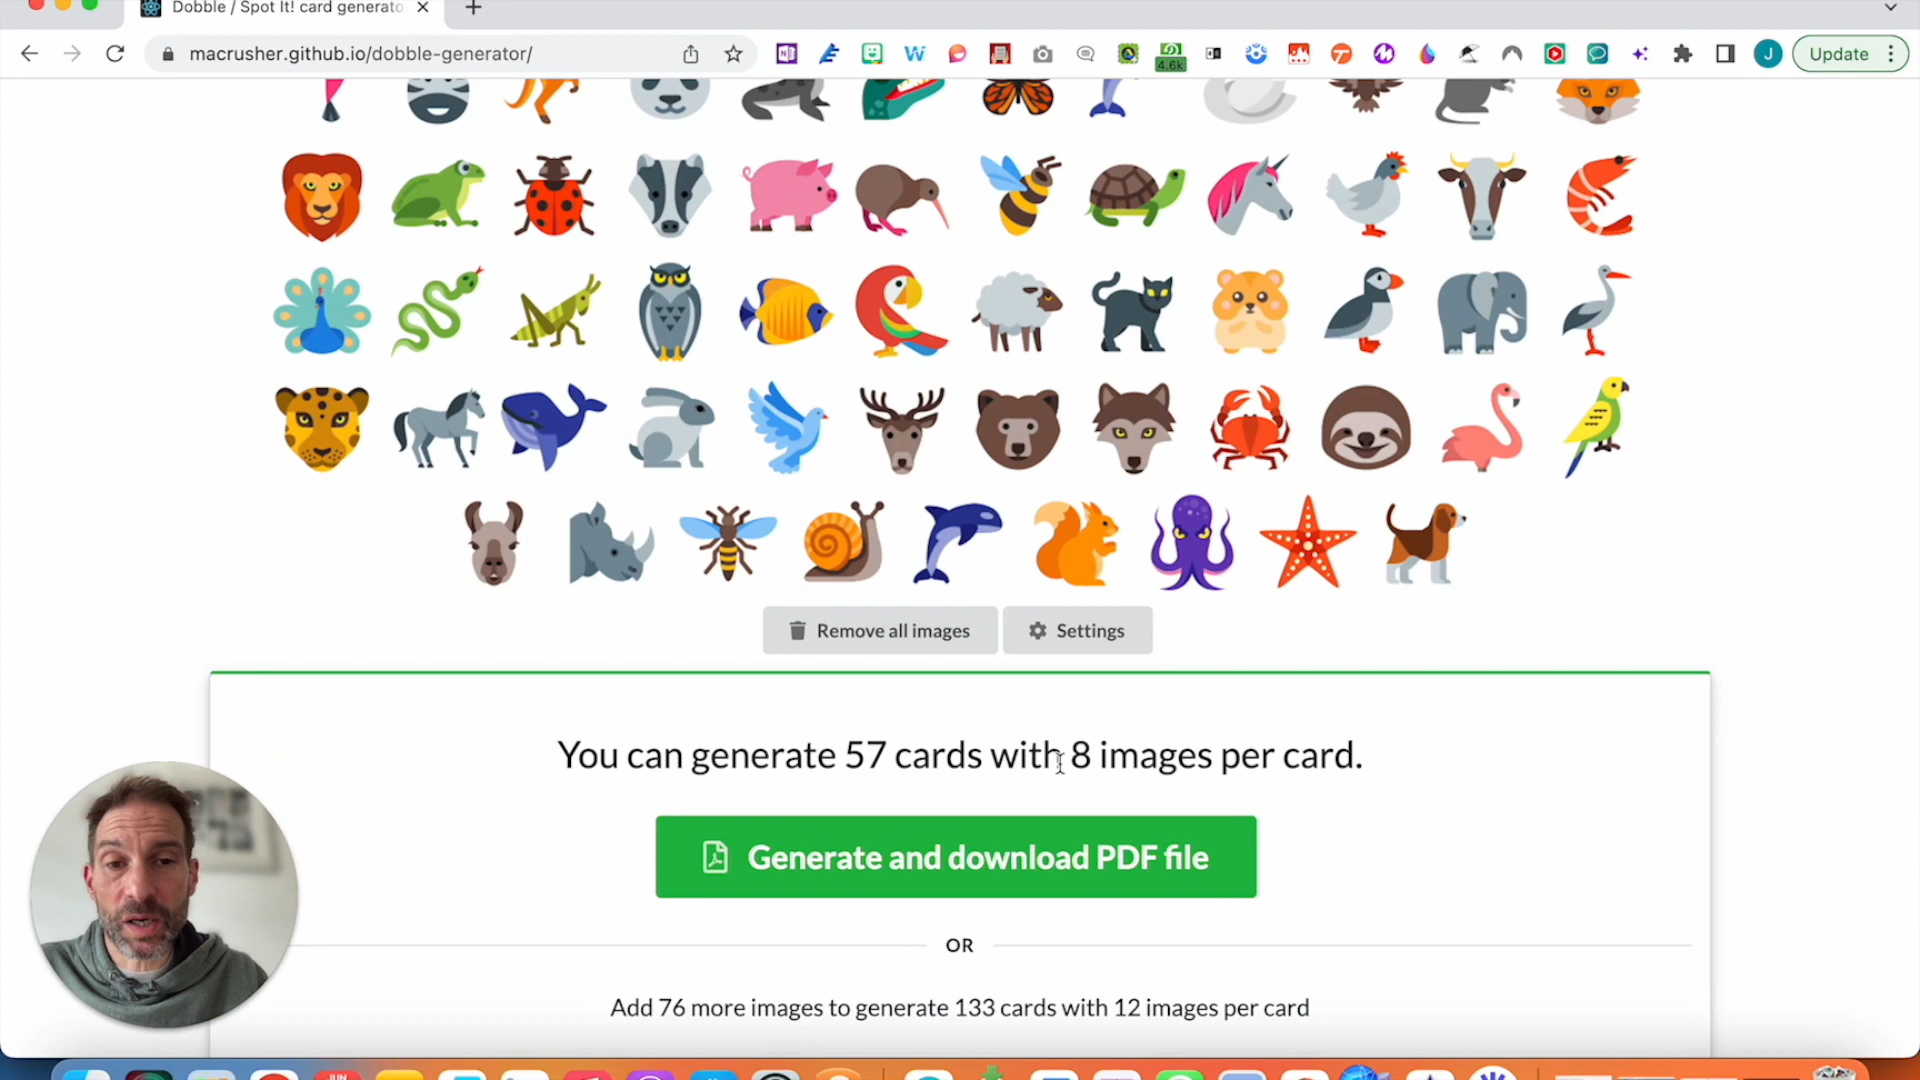 Dobble / Spot It! card generato
macrusher.github.io/dobble-generator/
W
4.6k
J
Update
Remove all images
Settings
You can generate 57 cards with 8 images per card.
Generate and download PDF file
OR
Add 76 more images to generate 133 cards with 12 images per card
JUN